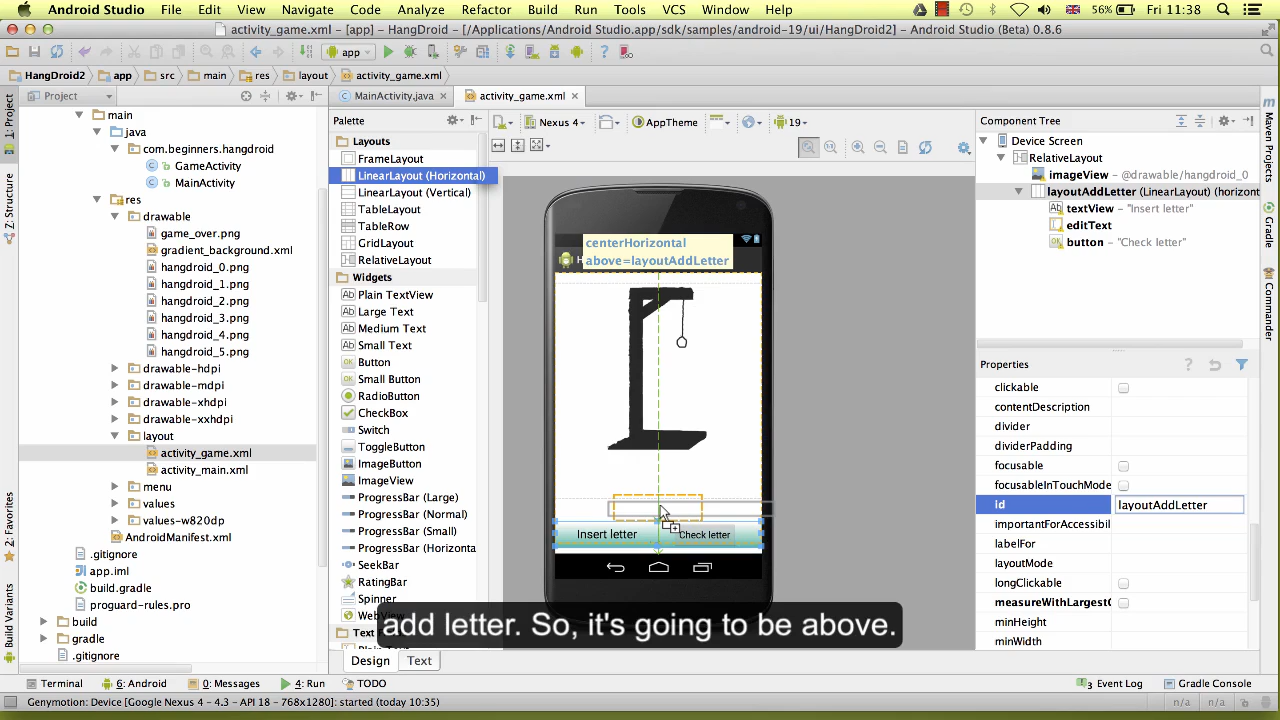 Android Studio File Edit View Navigate Code Analyze Refactor Build Run Tools VCS Window Help 56% Fri 11:38
activity_game.xml - [app] - HangDroid - [/Applications/Android Studio.app/sdk/samples/android-19/ui/HangDroid2] - Android Studio (Beta) 0.8.6
app
HangDroid2 app src main res layout activity_game.xml
Project MainActivity.java activity_game.xml
1: Project
Z: Structure
2: Favorites
Build Variants
main
java
com.beginners.hangdroid
GameActivity
MainActivity
res
drawable
game_over.png
gradient_background.xml
hangdroid_0.png
hangdroid_1.png
hangdroid_2.png
hangdroid_3.png
hangdroid_4.png
hangdroid_5.png
drawable-hdpi
drawable-mdpi
drawable-xhdpi
drawable-xxhdpi
layout
activity_game.xml
activity_main.xml
menu
values
values-w820dp
AndroidManifest.xml
.gitignore
app.iml
build.gradle
proguard-rules.pro
build
gradle
.gitignore
Palette
Layouts
FrameLayout
LinearLayout (Horizontal)
LinearLayout (Vertical)
TableLayout
TableRow
GridLayout
RelativeLayout
Widgets
Plain TextView
Large Text
Medium Text
Small Text
Button
Small Button
RadioButton
CheckBox
Switch
ToggleButton
ImageButton
ImageView
ProgressBar (Large)
ProgressBar (Normal)
ProgressBar (Small)
ProgressBar (Horizonta
SeekBar
RatingBar
Spinner
Design Text
Nexus 4 AppTheme 19
centerHorizontal
above=layoutAddLetter
H
Insert letter Check letter
add letter. So, it's going to be above.
Component Tree
Device Screen
RelativeLayout
imageView - @drawable/hangdroid_0
layoutAddLetter (LinearLayout) (horizont
textView - "Insert letter"
editText
button - "Check letter"
Properties
clickable
contentDescription
divider
dividerPadding
focusable
focusableInTouchMode
id layoutAddLetter
importantForAccessibil
labelFor
layoutMode
longClickable
measureWithLargestC
minHeight
minWidth
Maven Projects
Gradle
Commander
Terminal 6: Android 0: Messages 4: Run TODO Event Log Gradle Console
Genymotion: Device [Google Nexus 4 - 4.3 - API 18 - 768x1280]: started (today 10:35) n/a n/a